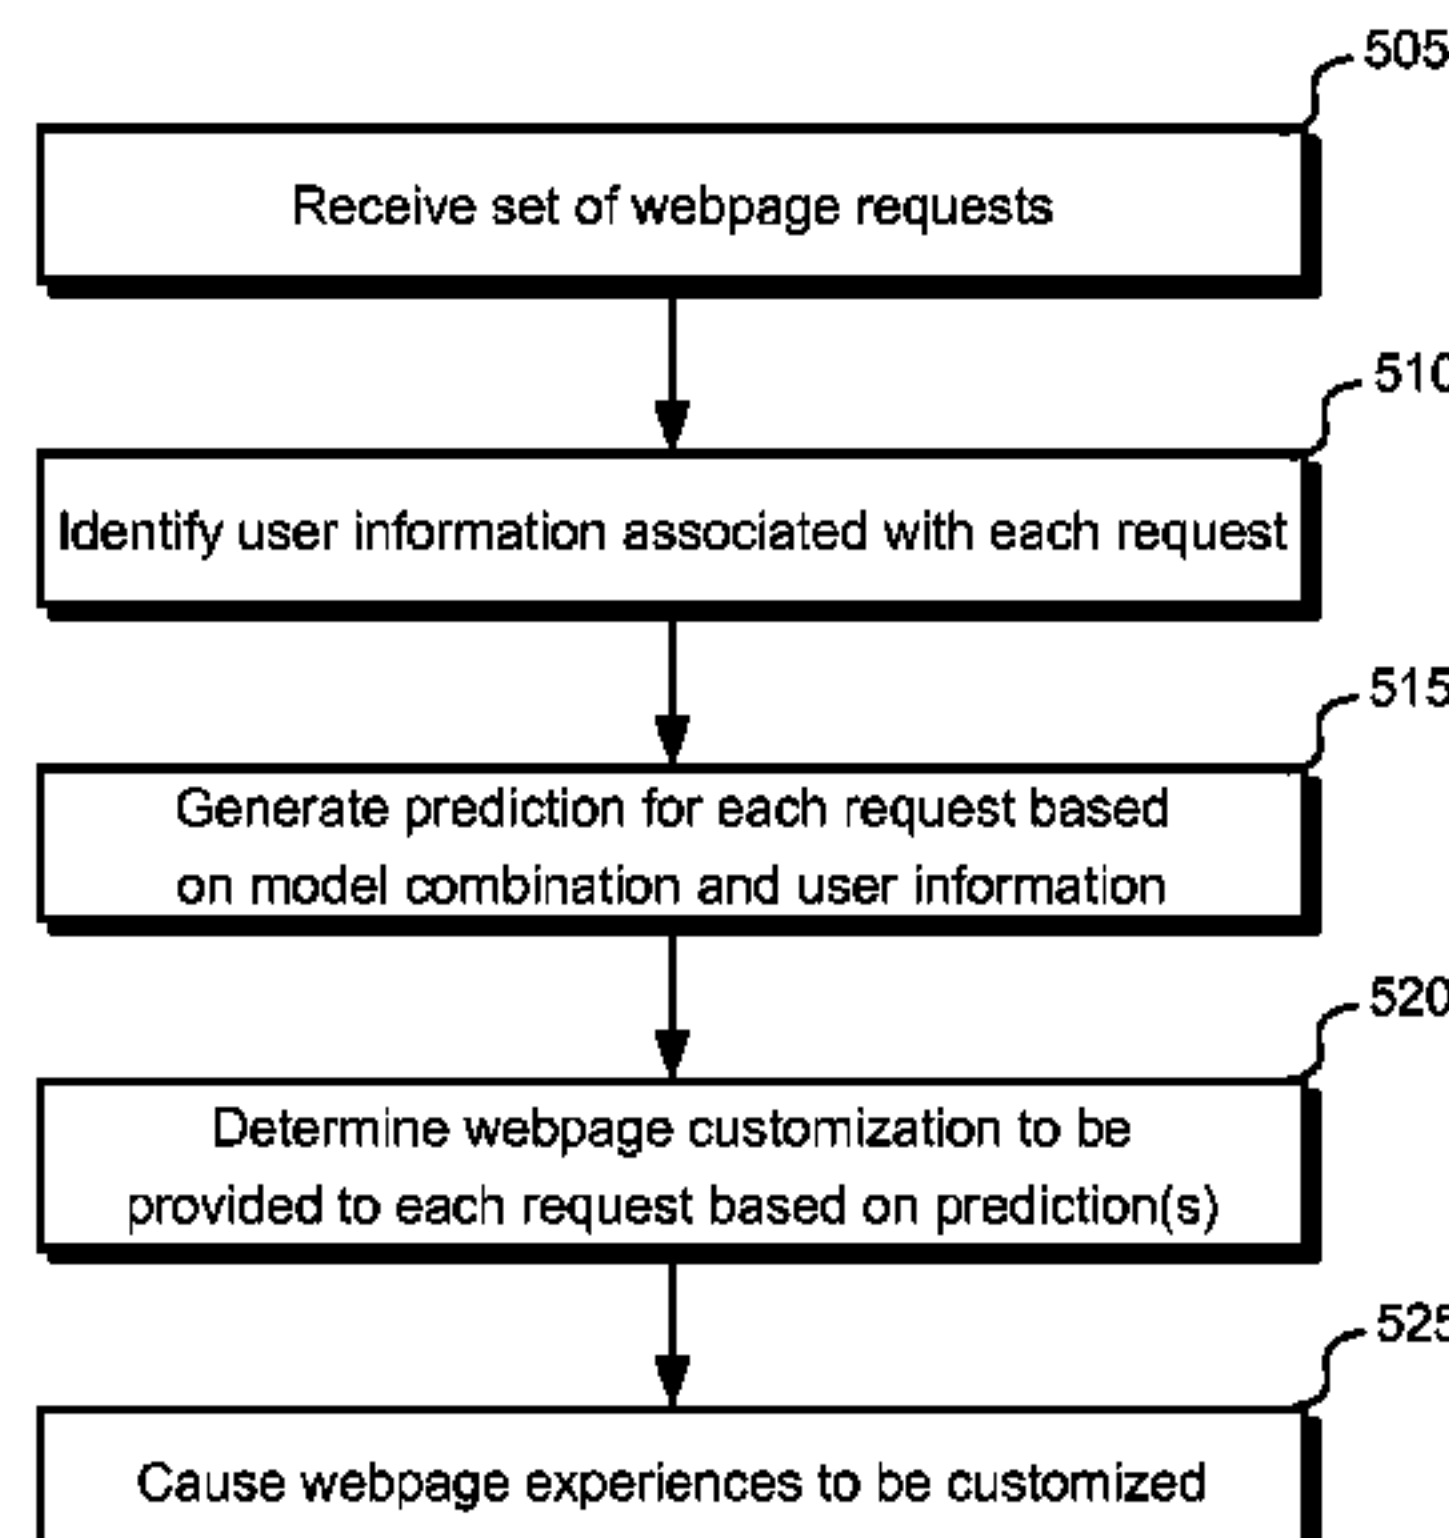 505
Receive set of webpage requests
510
Identify user information associated with each request
515
Generate prediction for each request based
on model combination and user information
520
Determine webpage customization to be
provided to each request based on prediction(s)
525
Cause webpage experiences to be customized